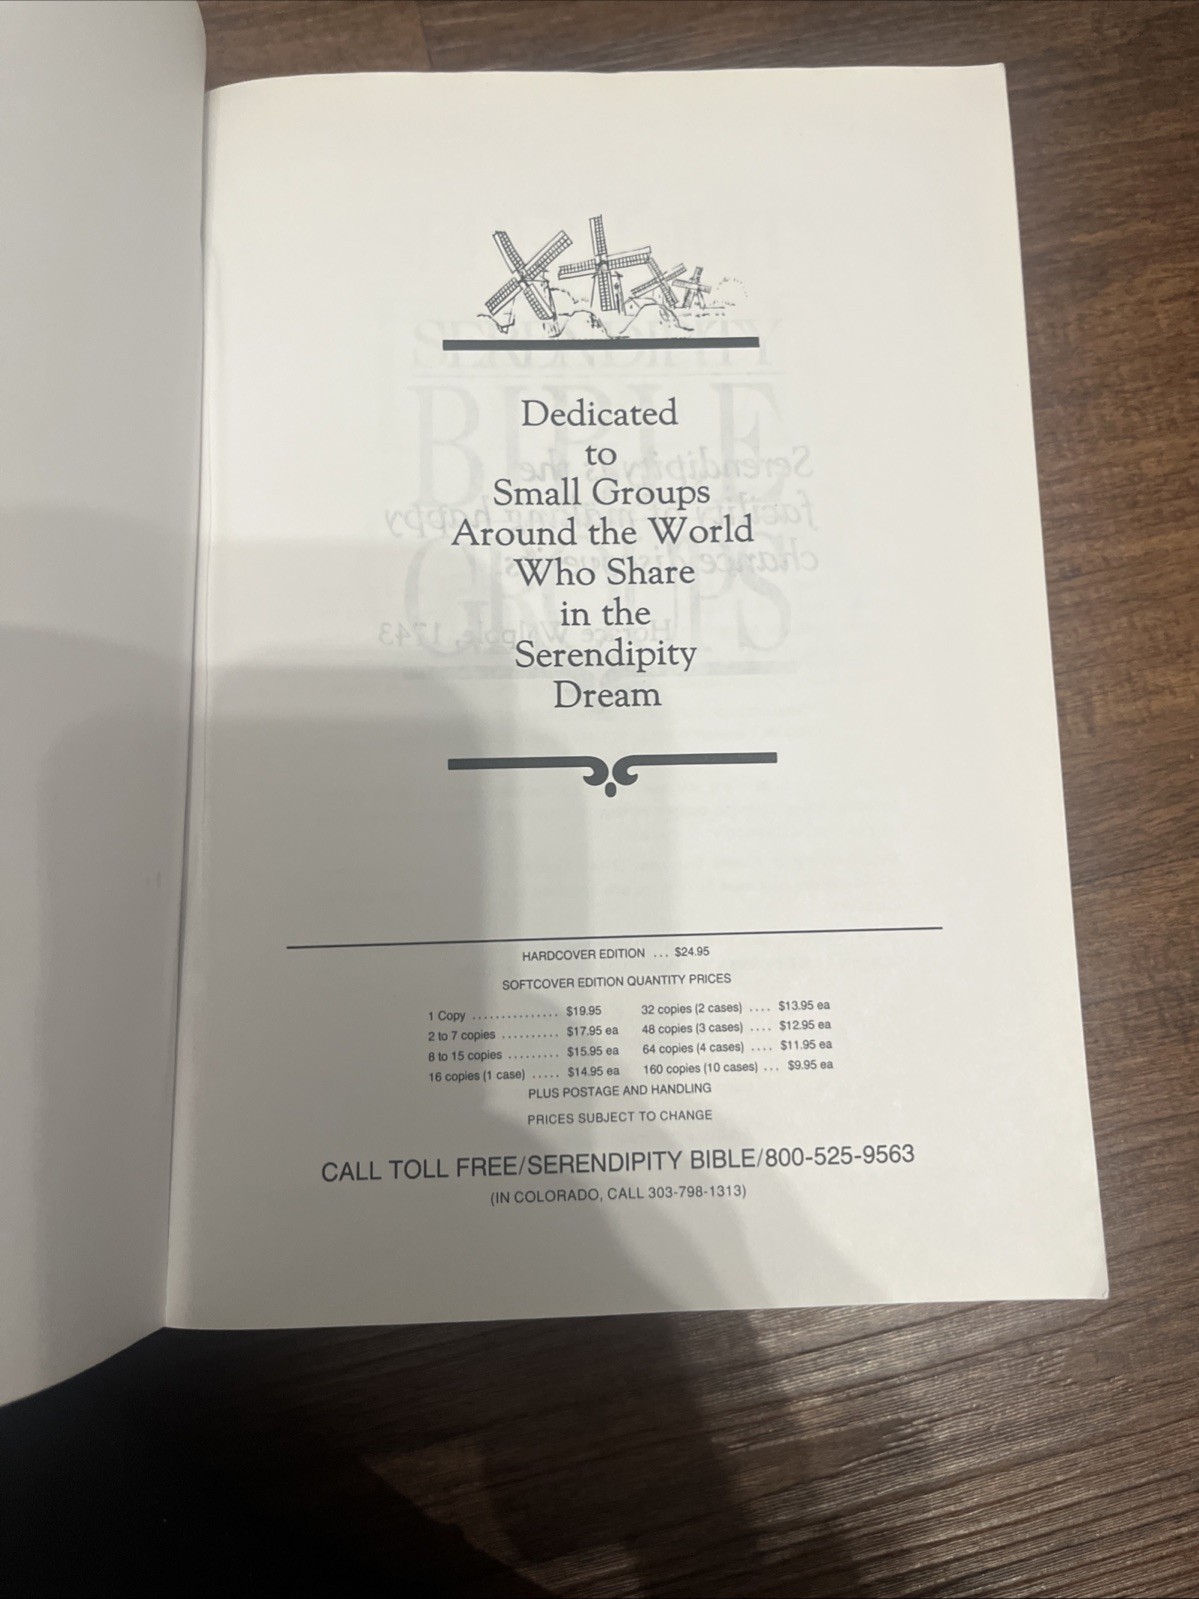 Dedicated
to
Small Groups
Around the World
Who Share
in the
Serendipity
Dream
HARDCOVER EDITION ... $24.95
SOFTCOVER EDITION QUANTITY PRICES
1 Copy ............... $19.95
2 to 7 copies .......... $17.95 ea
8 to 15 copies ......... $15.95 ea
16 copies (1 case) ..... $14.95 ea
32 copies (2 cases) .... $13.95 ea
48 copies (3 cases) .... $12.95 ea
64 copies (4 cases) .... $11.95 ea
160 copies (10 cases) ... $9.95 ea
PLUS POSTAGE AND HANDLING
PRICES SUBJECT TO CHANGE
CALL TOLL FREE/SERENDIPITY BIBLE/800-525-9563
(IN COLORADO, CALL 303-798-1313)